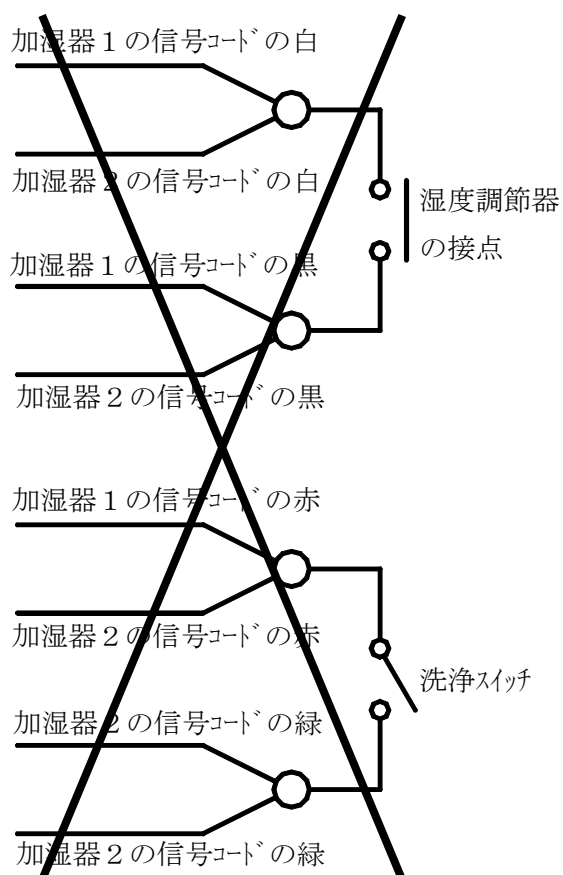 加湿器１の信号ｺｰﾄﾞの白
加湿器２の信号ｺｰﾄﾞの白
湿度調節器
の接点
加湿器１の信号ｺｰﾄﾞの黒
加湿器２の信号ｺｰﾄﾞの黒
加湿器１の信号ｺｰﾄﾞの赤
加湿器２の信号ｺｰﾄﾞの赤
洗浄ｽｲｯﾁ
加湿器２の信号ｺｰﾄﾞの緑
加湿器２の信号ｺｰﾄﾞの緑